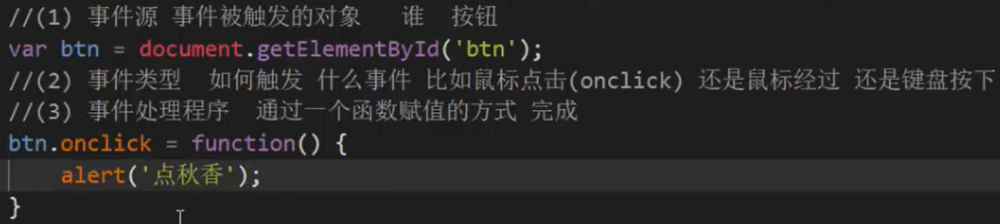 //(1) 事件源 事件被触发的对象 谁 按钮
var btn = document.getElementById('btn');
//(2) 事件类型 如何触发 什么事件 比如鼠标点击(onclick) 还是鼠标经过 还是键盘按下
//(3) 事件处理程序 通过一个函数赋值的方式 完成
btn.onclick = function() {
alert('点秋香');
}